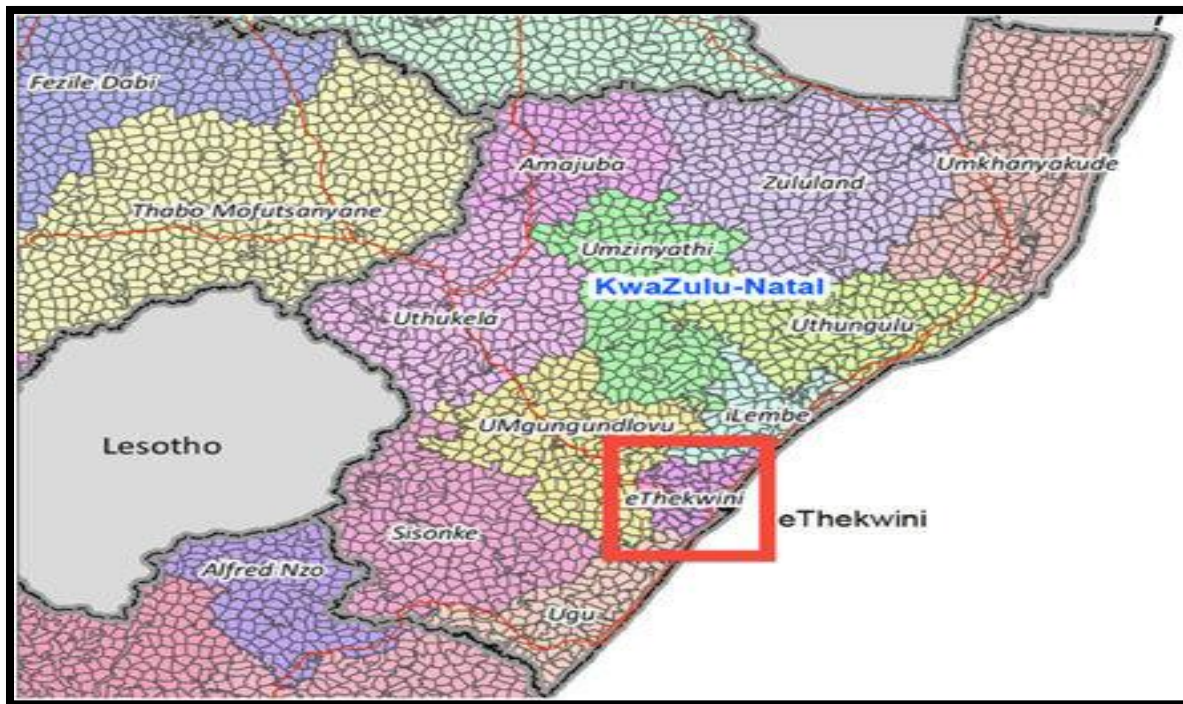 Fezile Dabi
Amajuba
Umkhanyakude
Zululand
Thabo Mofutsanyane
Umzinyathi
KwaZulu-Natal
Uthukela
Uthungulu
iLembe
UMgungundlovu
Lesotho
eThekwini
eThekwini
Sisonke
Alfred Nzo
Ugu